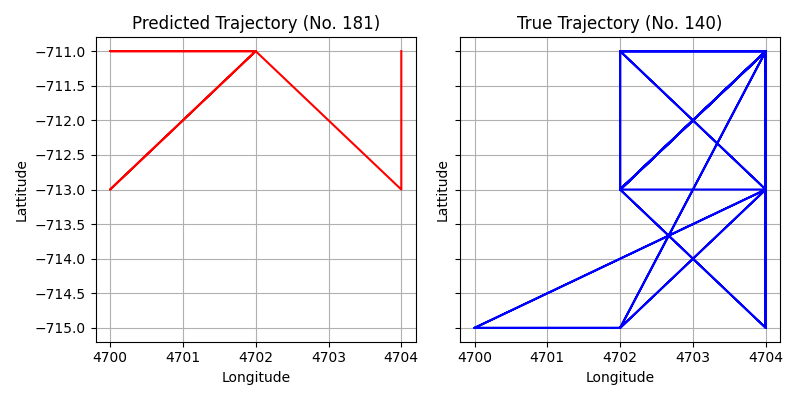 Predicted Trajectory (No. 181)
True Trajectory (No. 140)
Lattitude
−711.0
−711.5
−712.0
−712.5
−713.0
−713.5
−714.0
−714.5
−715.0
4700 4701 4702 4703 4704
Longitude
Lattitude
4700 4701 4702 4703 4704
Longitude